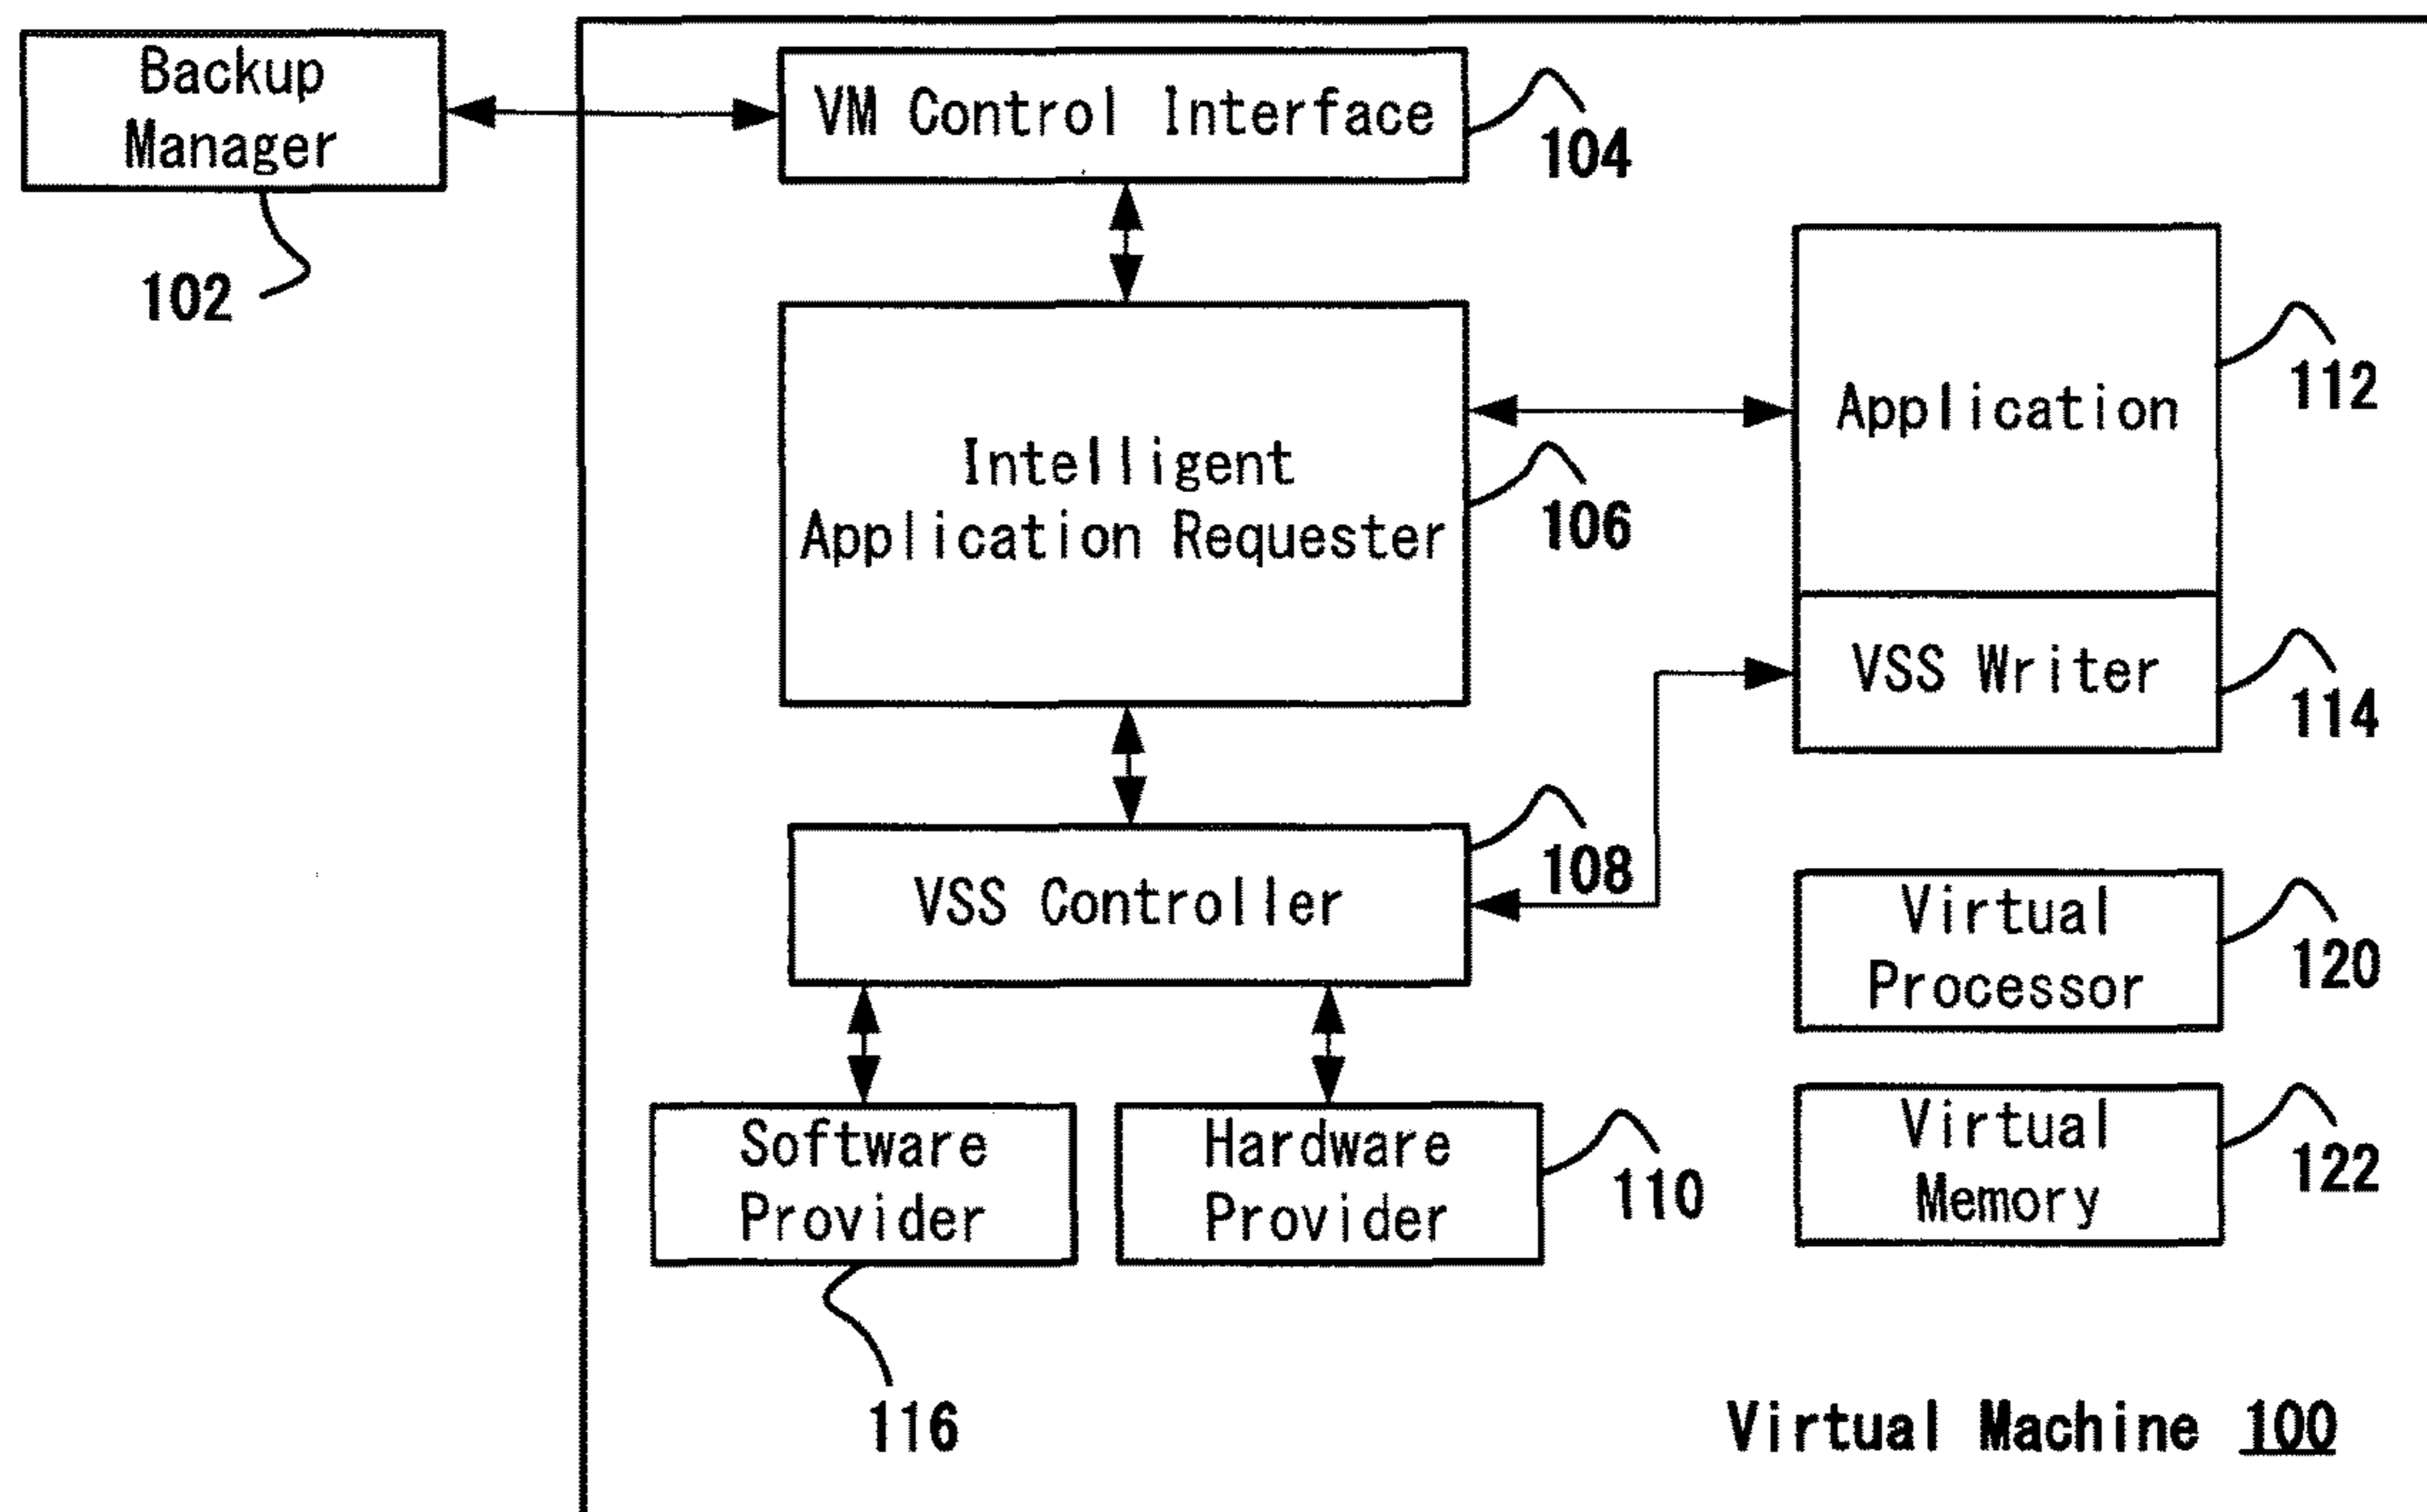 Backup
Manager
102
VM Control Interface
104
Intelligent
Application Requester
106
Application
112
VSS Writer
114
VSS Controller
108
Virtual
Processor
120
Software
Provider
116
Hardware
Provider
110
Virtual
Memory
122
Virtual Machine 100